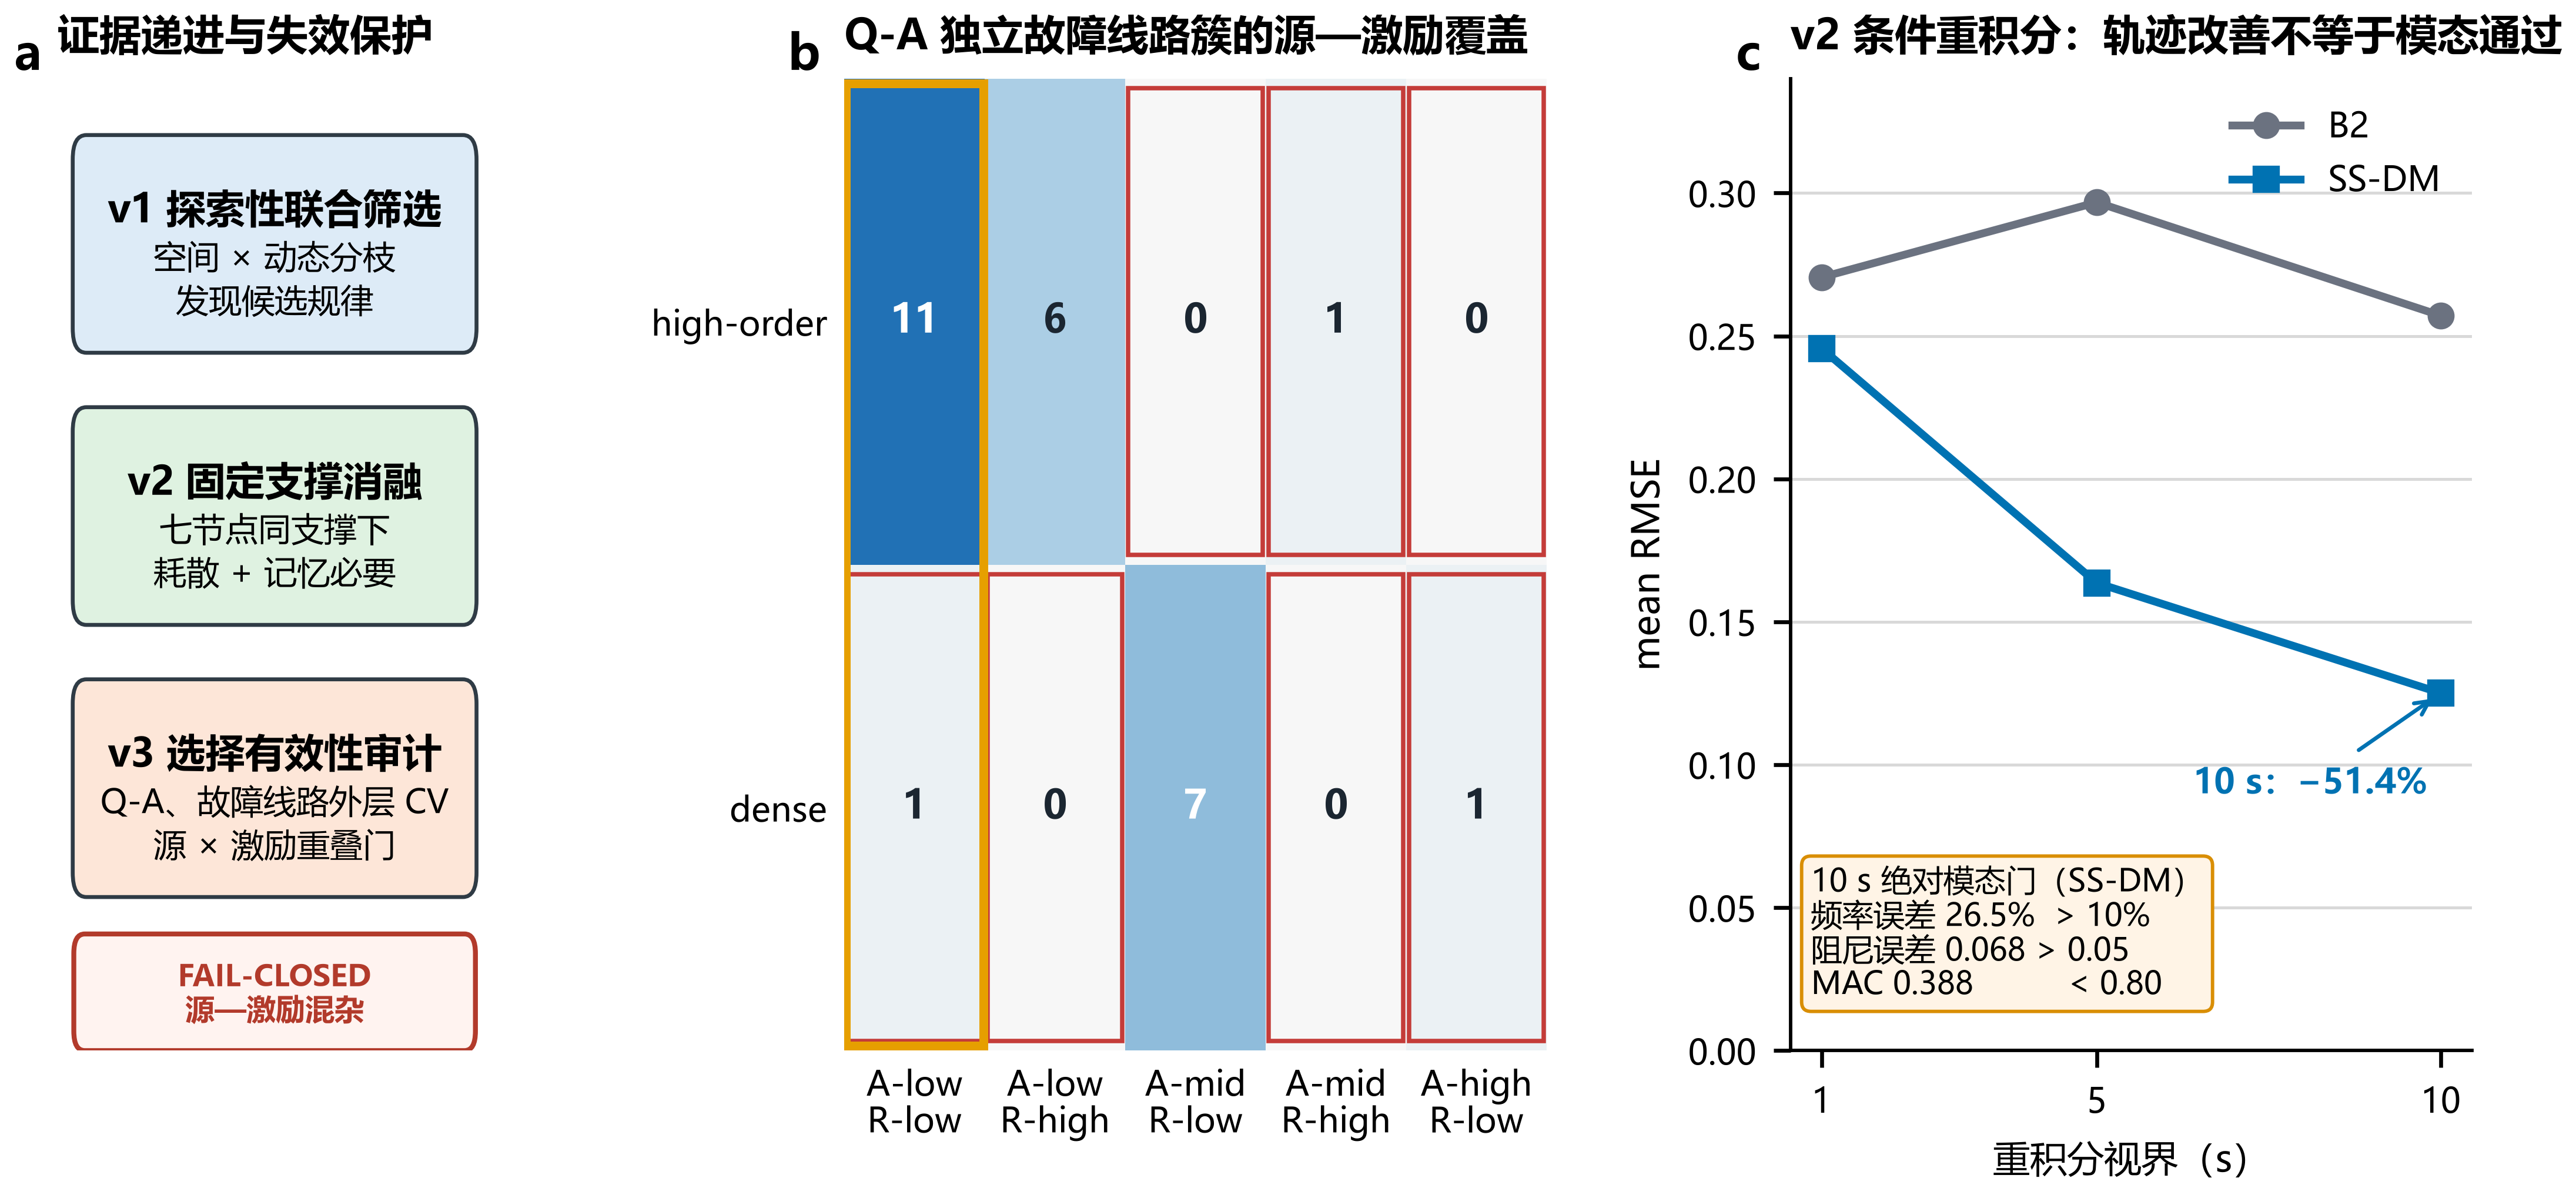 a 证据递进与失效保护
v1 探索性联合筛选
空间 × 动态分枝
发现候选规律
v2 固定支撑消融
七节点同支撑下
耗散 + 记忆必要
v3 选择有效性审计
Q-A、故障线路外层 CV
源 × 激励重叠门
FAIL-CLOSED
源—激励混杂
b Q-A 独立故障线路簇的源—激励覆盖
high-order
11 6 0 1 0
dense
1 0 7 0 1
A-low A-low A-mid A-mid A-high
R-low R-high R-low R-high R-low
c v2 条件重积分：轨迹改善不等于模态通过
B2
SS-DM
mean RMSE
0.30
0.25
0.20
0.15
0.10
0.05
0.00
10 s：−51.4%
10 s 绝对模态门（SS-DM）
频率误差 26.5% > 10%
阻尼误差 0.068 > 0.05
MAC 0.388 < 0.80
1 5 10
重积分视界（s）